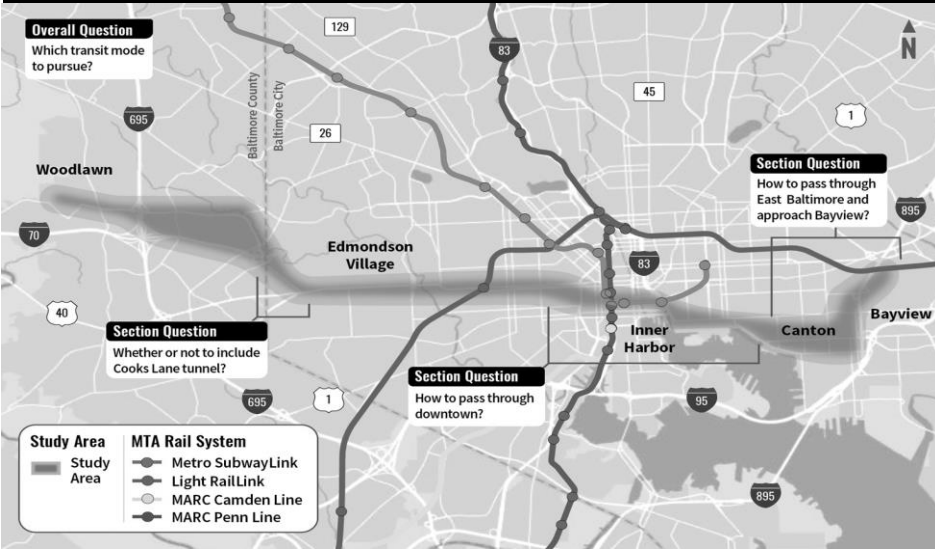 Overall Question
Which transit mode
to pursue?
129
83
N
695
Baltimore County
Baltimore City
26
45
1
Woodlawn
Section Question
How to pass through
East Baltimore and
approach Bayview?
895
70
Edmondson
Village
83
40
Section Question
Whether or not to include
Cooks Lane tunnel?
Inner
Harbor
Canton
Bayview
Section Question
How to pass through
downtown?
695
1
95
895
Study Area
Study
Area
MTA Rail System
Metro SubwayLink
Light RailLink
MARC Camden Line
MARC Penn Line